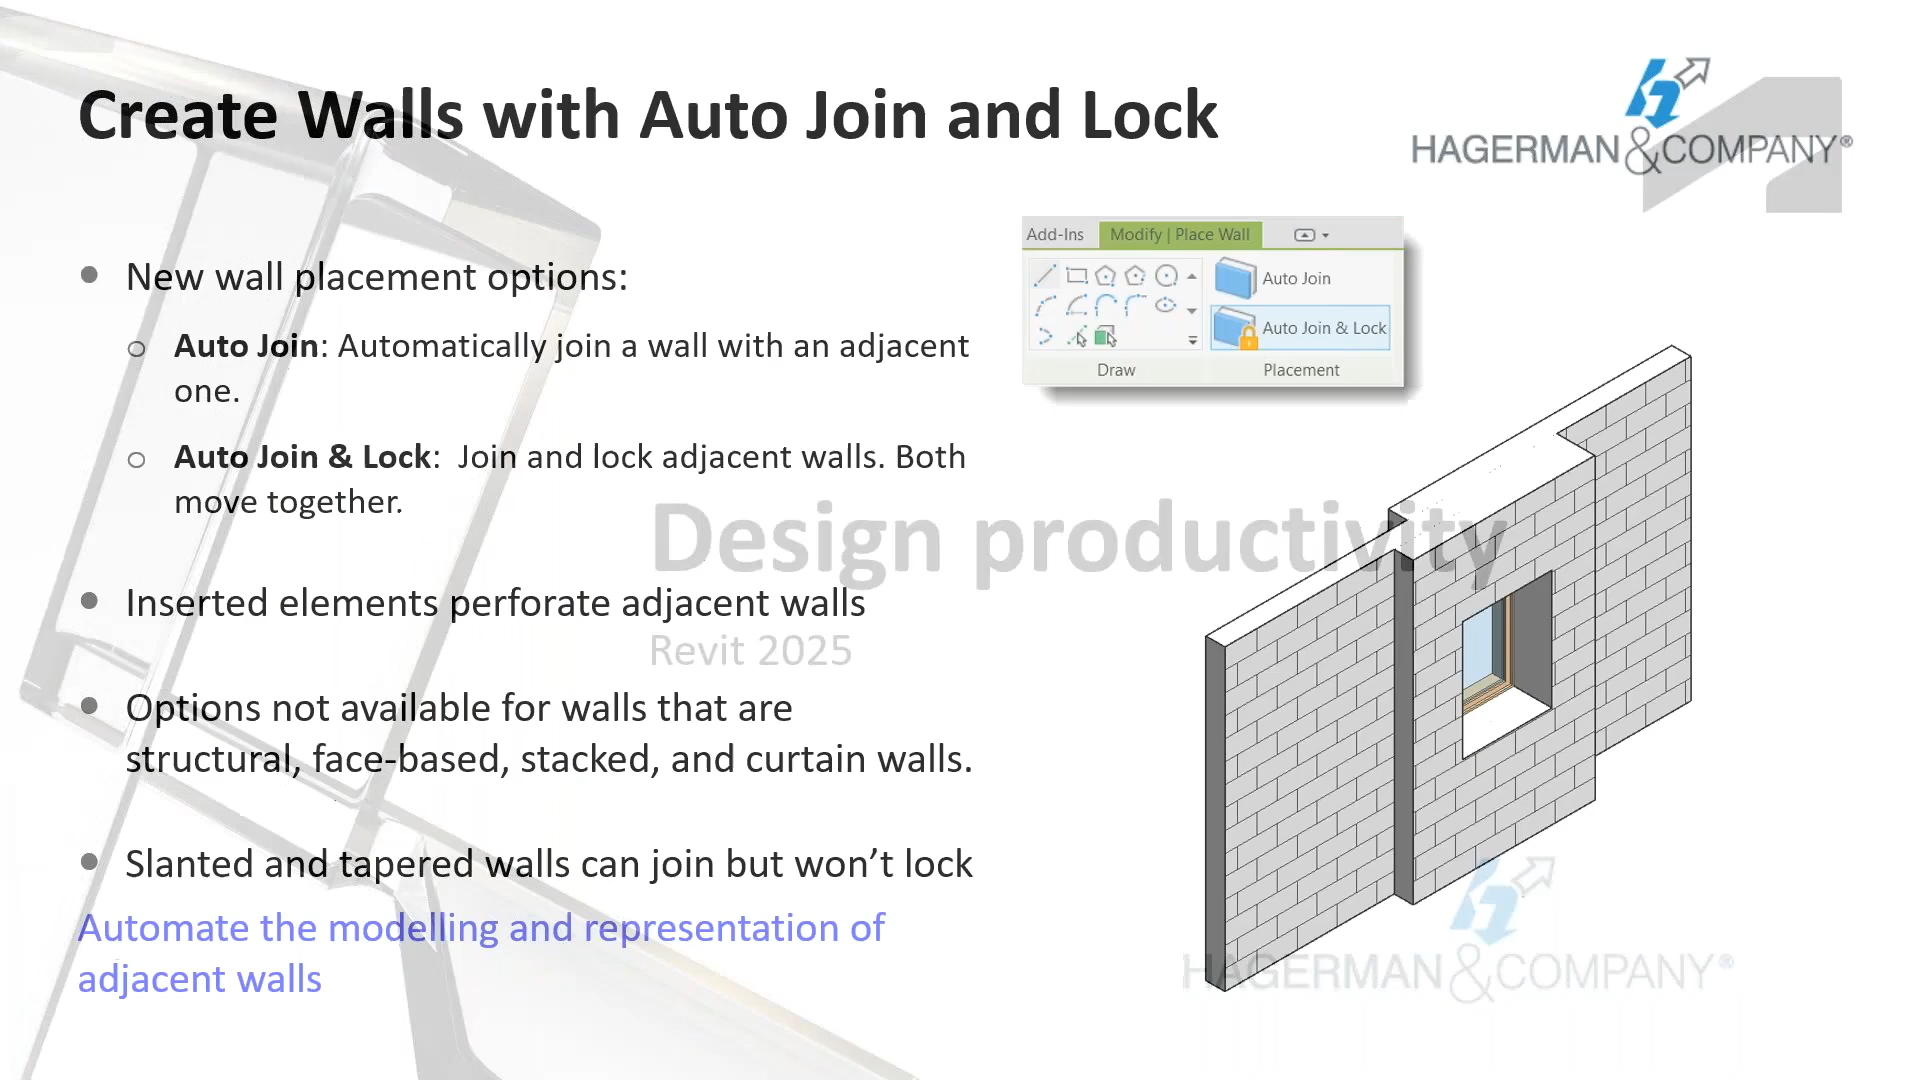 Create Walls with Auto Join and Lock
HAGERMAN &COMPANY®
New wall placement options:
Auto Join: Automatically join a wall with an adjacent
one.
Auto Join & Lock: Join and lock adjacent walls. Both
move together.
Add-Ins
Modify | Place Wall
Auto Join
Auto Join & Lock
Draw
Placement
Design productivity
Inserted elements perforate adjacent walls
Revit 2025
Options not available for walls that are
structural, face-based, stacked, and curtain walls.
Slanted and tapered walls can join but won’t lock
Automate the modelling and representation of
adjacent walls
HAGERMAN &COMPANY®